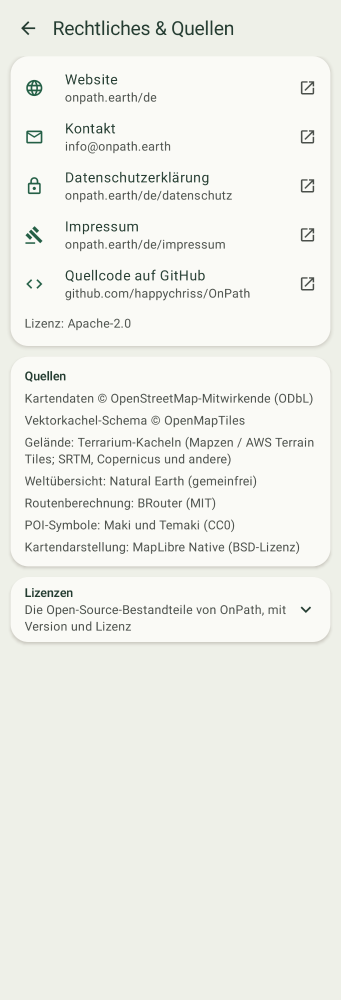 Rechtliches & Quellen
Website
onpath.earth/de
Kontakt
info@onpath.earth
Datenschutzerklärung
onpath.earth/de/datenschutz
Impressum
onpath.earth/de/impressum
Quellcode auf GitHub
github.com/happychriss/OnPath
Lizenz: Apache-2.0
Quellen
Kartendaten © OpenStreetMap-Mitwirkende (ODbL)
Vektorkachel-Schema © OpenMapTiles
Gelände: Terrarium-Kacheln (Mapzen / AWS Terrain
Tiles; SRTM, Copernicus und andere)
Weltübersicht: Natural Earth (gemeinfrei)
Routenberechnung: BRouter (MIT)
POI-Symbole: Maki und Temaki (CC0)
Kartendarstellung: MapLibre Native (BSD-Lizenz)
Lizenzen
Die Open-Source-Bestandteile von OnPath, mit
Version und Lizenz